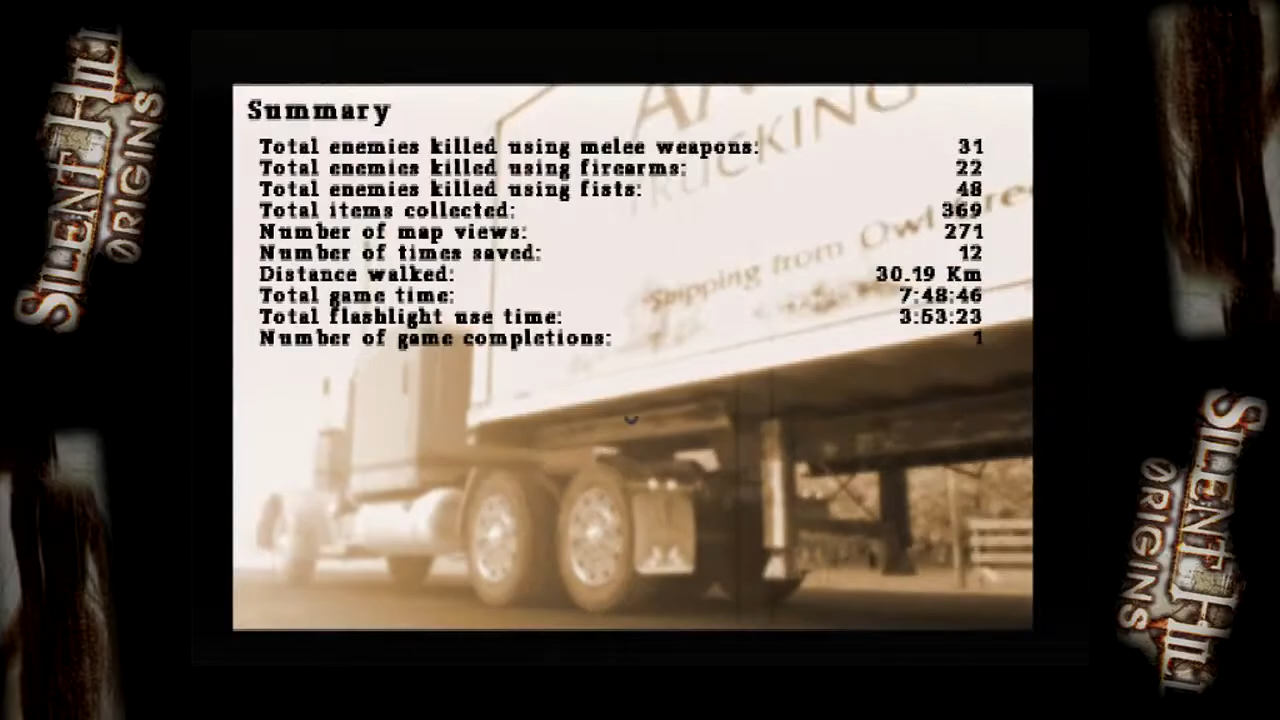 SILENT HILL
ORIGINS
Summary
Total enemies killed using melee weapons: 31
Total enemies killed using firearms: 22
Total enemies killed using fists: 48
Total items collected: 369
Number of map views: 271
Number of times saved: 12
Distance walked: 30.19 Km
Total game time: 7:48:46
Total flashlight use time: 3:53:23
Number of game completions: 1
TRUCKING
Shipping from Owl
SILENT HILL
ORIGINS